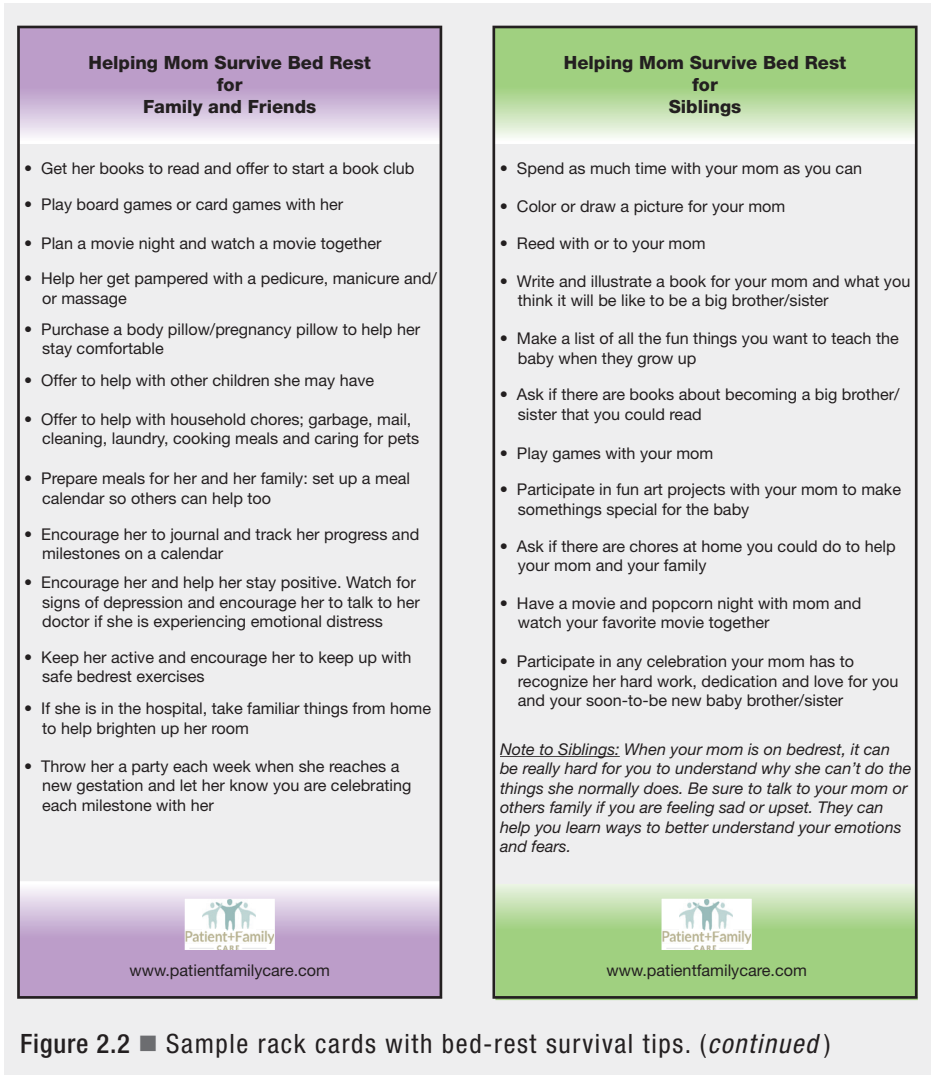 Helping Mom Survive Bed Rest
for
Family and Friends
• Get her books to read and offer to start a book club
• Play board games or card games with her
• Plan a movie night and watch a movie together
• Help her get pampered with a pedicure, manicure and/
or massage
• Purchase a body pillow/pregnancy pillow to help her
stay comfortable
• Offer to help with other children she may have
• Offer to help with household chores; garbage, mail,
cleaning, laundry, cooking meals and caring for pets
• Prepare meals for her and her family: set up a meal
calendar so others can help too
• Encourage her to journal and track her progress and
milestones on a calendar
• Encourage her and help her stay positive. Watch for
signs of depression and encourage her to talk to her
doctor if she is experiencing emotional distress
• Keep her active and encourage her to keep up with
safe bedrest exercises
• If she is in the hospital, take familiar things from home
to help brighten up her room
• Throw her a party each week when she reaches a
new gestation and let her know you are celebrating
each milestone with her
Patient+Family
CARE
www.patientfamilycare.com
Helping Mom Survive Bed Rest
for
Siblings
• Spend as much time with your mom as you can
• Color or draw a picture for your mom
• Reed with or to your mom
• Write and illustrate a book for your mom and what you
think it will be like to be a big brother/sister
• Make a list of all the fun things you want to teach the
baby when they grow up
• Ask if there are books about becoming a big brother/
sister that you could read
• Play games with your mom
• Participate in fun art projects with your mom to make
somethings special for the baby
• Ask if there are chores at home you could do to help
your mom and your family
• Have a movie and popcorn night with mom and
watch your favorite movie together
• Participate in any celebration your mom has to
recognize her hard work, dedication and love for you
and your soon-to-be new baby brother/sister
Note to Siblings: When your mom is on bedrest, it can
be really hard for you to understand why she can't do the
things she normally does. Be sure to talk to your mom or
others family if you are feeling sad or upset. They can
help you learn ways to better understand your emotions
and fears.
Patient+Family
CARE
www.patientfamilycare.com
Figure 2.2 ■ Sample rack cards with bed-rest survival tips. (continued)